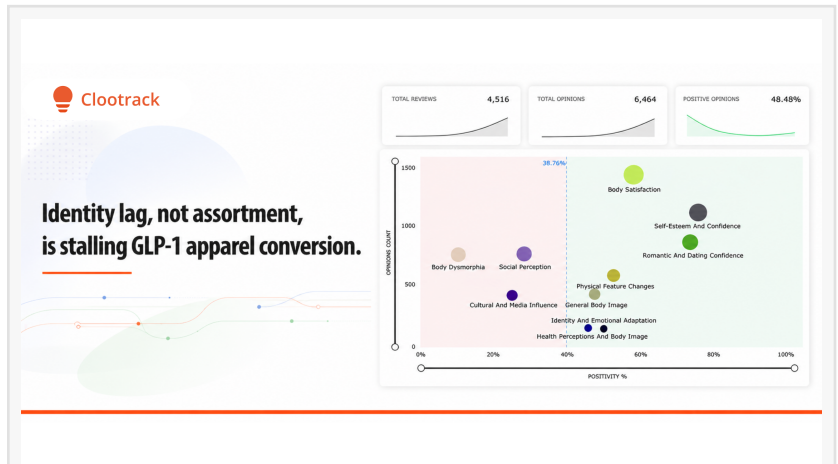 Clootrack
Identity lag, not assortment,
is stalling GLP-1 apparel conversion.
TOTAL REVIEWS 4,516
TOTAL OPINIONS 6,464
POSITIVE OPINIONS 48.48%
38.76%
1500
1000
500
0
OPINIONS COUNT
Body Satisfaction
Self-Esteem And Confidence
Romantic And Dating Confidence
Body Dysmorphia
Social Perception
Physical Feature Changes
Cultural And Media Influence
General Body Image
Identity And Emotional Adaptation
Health Perceptions And Body Image
0% 20% 40% 60% 80% 100%
POSITIVITY %